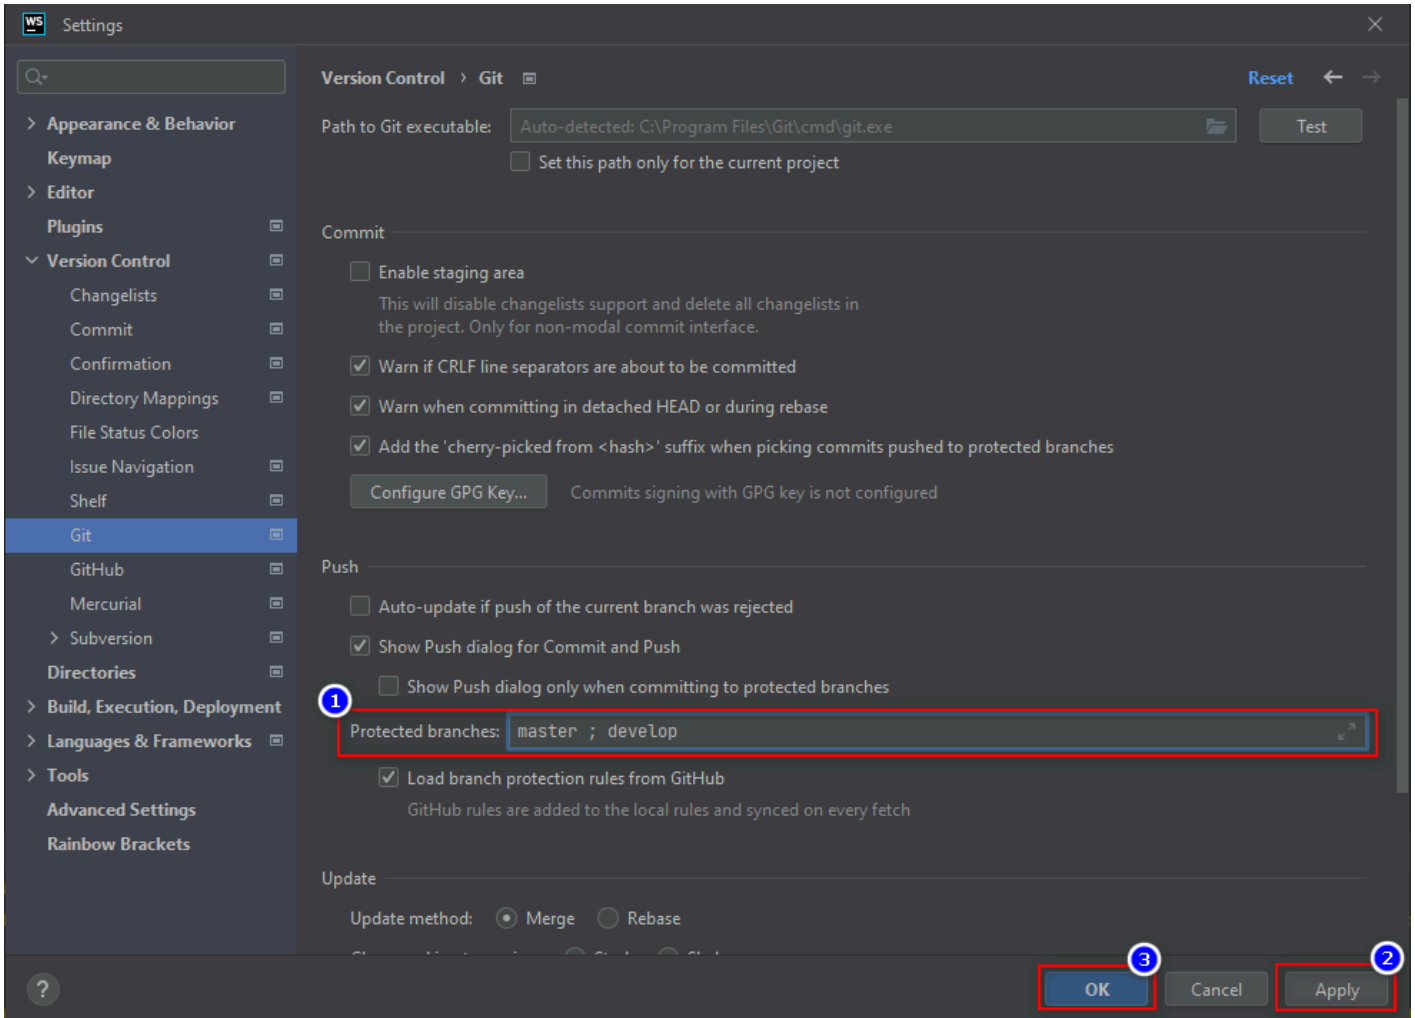 WS Settings
Version Control › Git Reset
Appearance & Behavior
Keymap
Editor
Plugins
Version Control
Changelists
Commit
Confirmation
Directory Mappings
File Status Colors
Issue Navigation
Shelf
Git
GitHub
Mercurial
Subversion
Directories
Build, Execution, Deployment
Languages & Frameworks
Tools
Advanced Settings
Rainbow Brackets
Path to Git executable: Auto-detected: C:\Program Files\Git\cmd\git.exe Test
Set this path only for the current project
Commit
Enable staging area
This will disable changelists support and delete all changelists in
the project. Only for non-modal commit interface.
Warn if CRLF line separators are about to be committed
Warn when committing in detached HEAD or during rebase
Add the 'cherry-picked from <hash>' suffix when picking commits pushed to protected branches
Configure GPG Key... Commits signing with GPG key is not configured
Push
Auto-update if push of the current branch was rejected
Show Push dialog for Commit and Push
Show Push dialog only when committing to protected branches
1
Protected branches: master ; develop
Load branch protection rules from GitHub
GitHub rules are added to the local rules and synced on every fetch
Update
Update method: Merge Rebase
3 2
? OK Cancel Apply